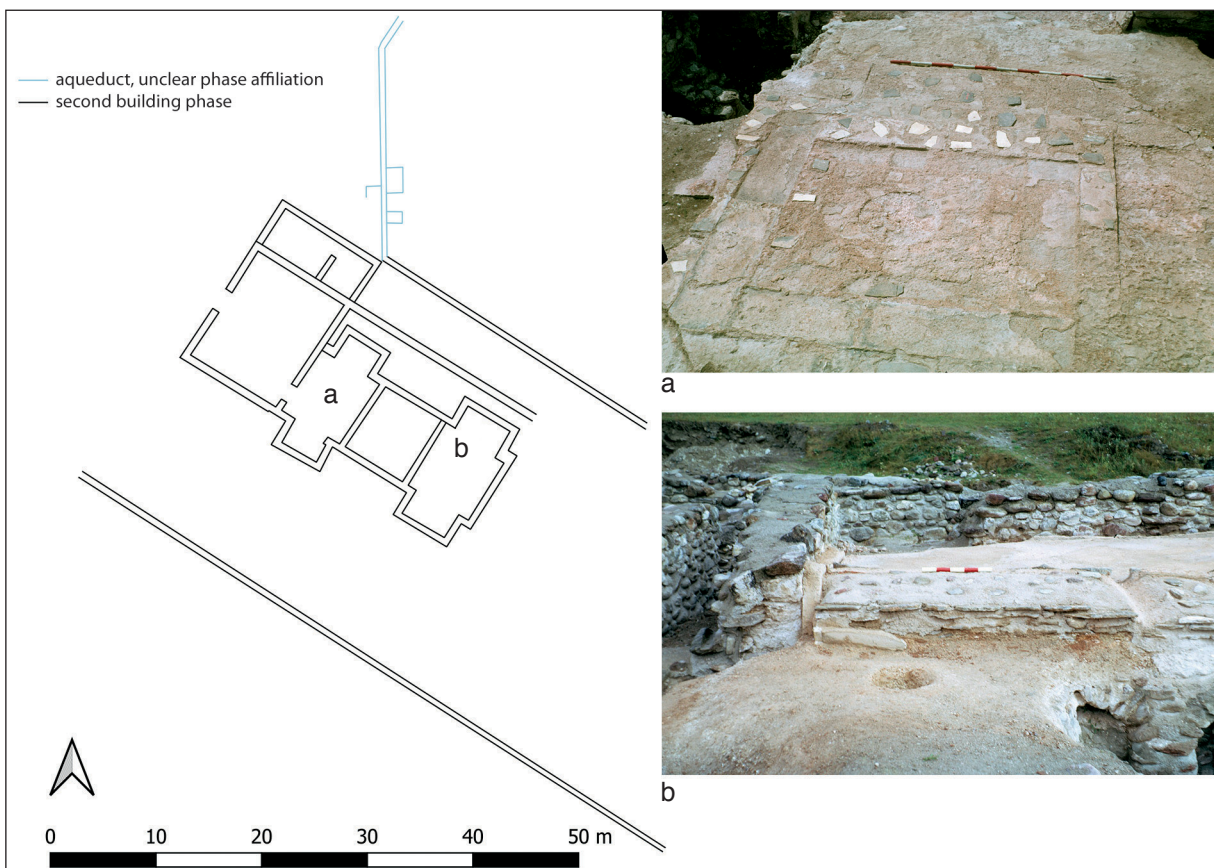 aqueduct, unclear phase affiliation
second building phase
a
b
0 10 20 30 40 50 m
a
b